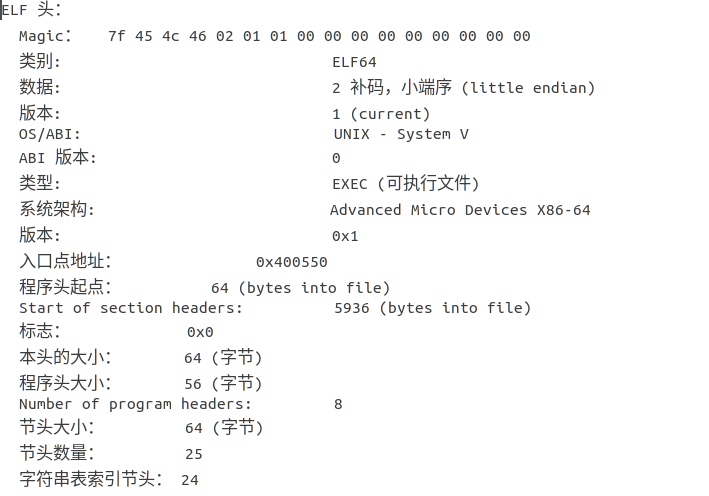 ELF 头：
Magic：  7f 45 4c 46 02 01 01 00 00 00 00 00 00 00 00 00
类别: ELF64
数据: 2 补码，小端序 (little endian)
版本: 1 (current)
OS/ABI: UNIX - System V
ABI 版本: 0
类型: EXEC (可执行文件)
系统架构: Advanced Micro Devices X86-64
版本: 0x1
入口点地址： 0x400550
程序头起点： 64 (bytes into file)
Start of section headers: 5936 (bytes into file)
标志： 0x0
本头的大小： 64 (字节)
程序头大小： 56 (字节)
Number of program headers: 8
节头大小： 64 (字节)
节头数量： 25
字符串表索引节头： 24